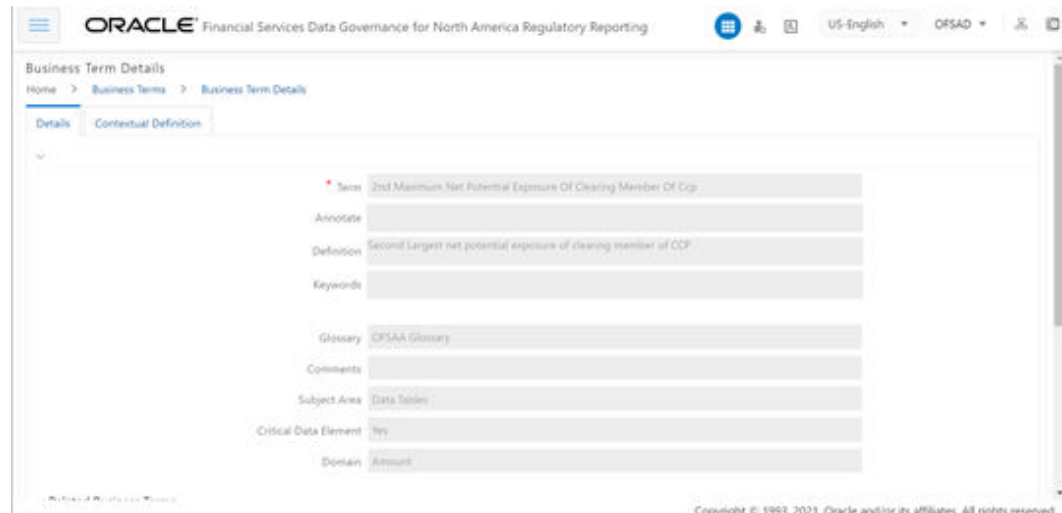 ORACLE Financial Services Data Governance for North America Regulatory Reporting US-English OFSAD
Business Term Details
Home > Business Terms > Business Term Details
Details Contextual Definition
* Term 2nd Maximum Net Potential Exposure Of Clearing Member Of Ccp
Annotate
Definition Second Largest net potential exposure of clearing member of CCP
Keywords
Glossary OFSAA Glossary
Comments
Subject Area Data Tables
Critical Data Element Yes
Domain Amount
Related Business Terms
Copyright © 1993, 2021, Oracle and/or its affiliates. All rights reserved.